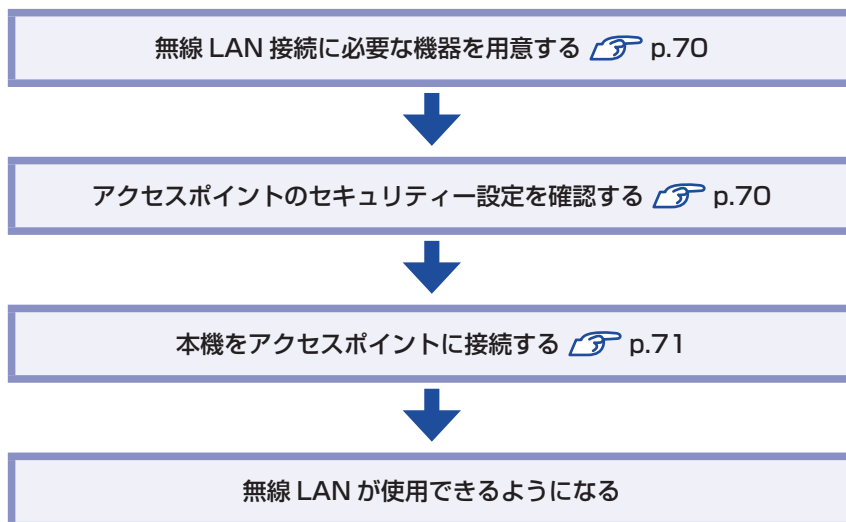 無線 LAN 接続に必要な機器を用意する p.70
アクセスポイントのセキュリティー設定を確認する p.70
本機をアクセスポイントに接続する p.71
無線 LAN が使用できるようになる